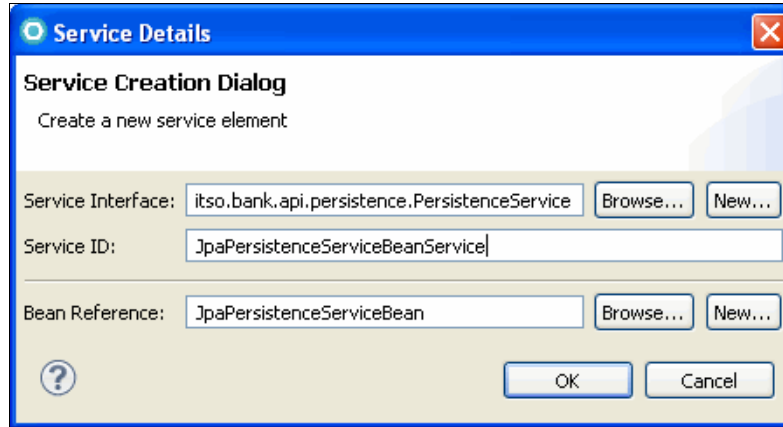 Service Details
Service Creation Dialog
Create a new service element
Service Interface: itso.bank.api.persistence.PersistenceService Browse... New...
Service ID: JpaPersistenceServiceBeanService
Bean Reference: JpaPersistenceServiceBean Browse... New...
? OK Cancel